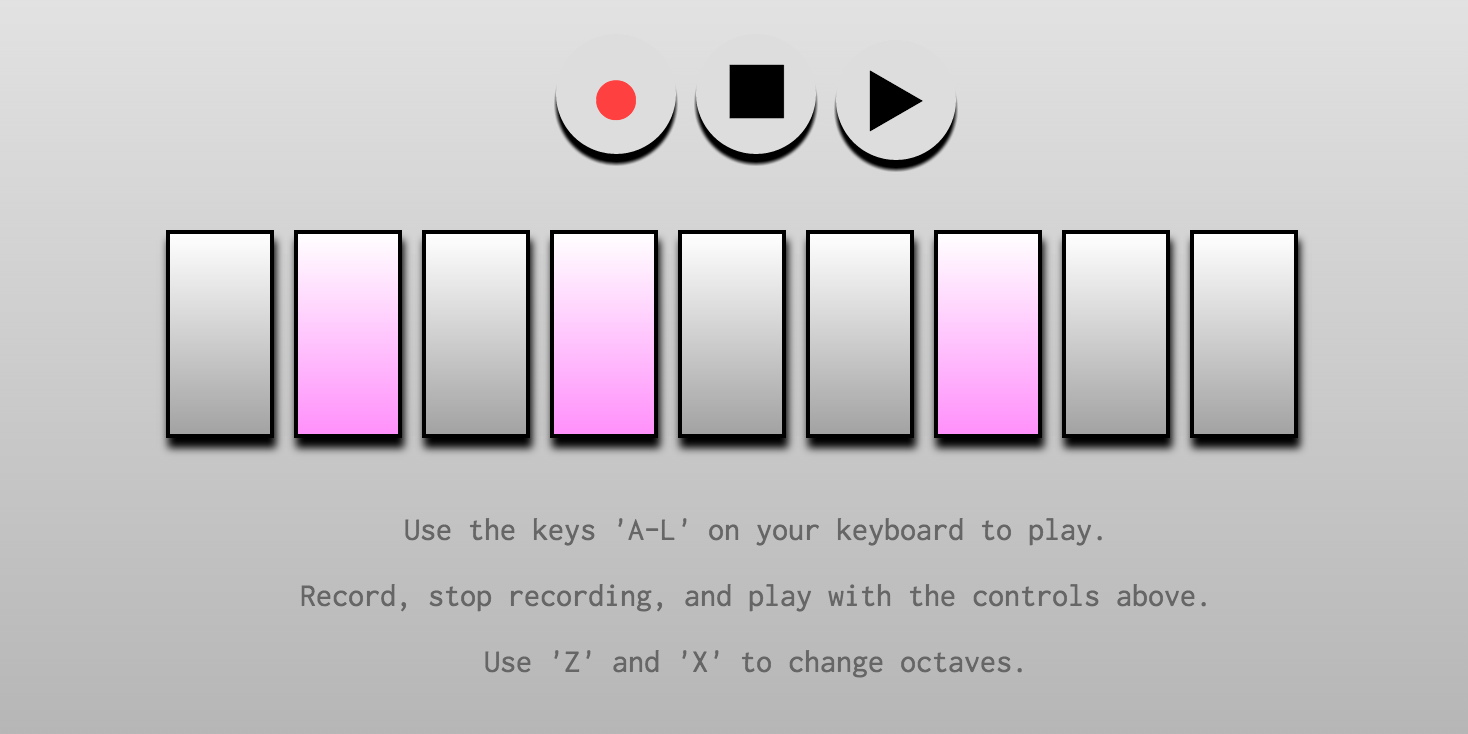 Use the keys 'A-L' on your keyboard to play.
Record, stop recording, and play with the controls above.
Use 'Z' and 'X' to change octaves.